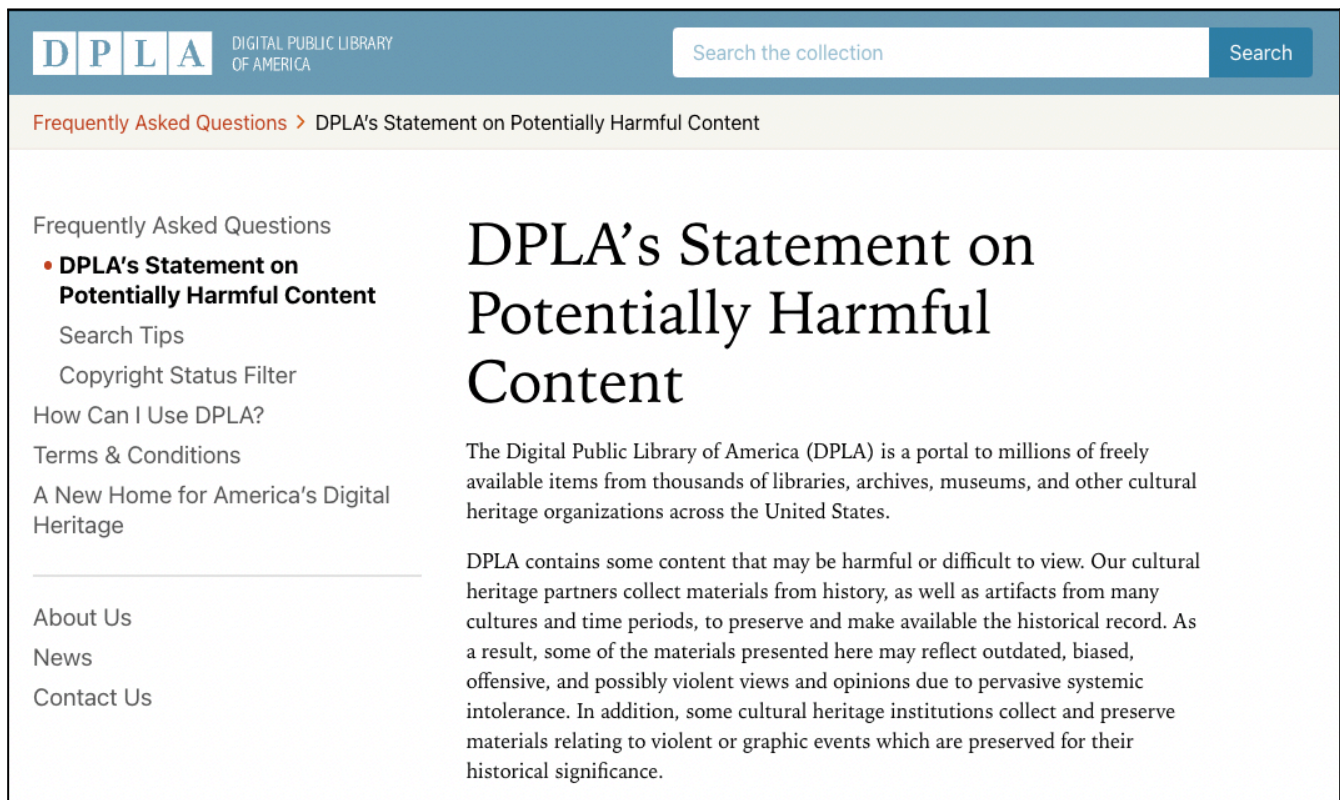 DPLA
DIGITAL PUBLIC LIBRARY
OF AMERICA
Search the collection
Search
Frequently Asked Questions > DPLA’s Statement on Potentially Harmful Content
Frequently Asked Questions
• DPLA’s Statement on
Potentially Harmful Content
Search Tips
Copyright Status Filter
How Can I Use DPLA?
Terms & Conditions
A New Home for America’s Digital
Heritage
About Us
News
Contact Us
DPLA’s Statement on
Potentially Harmful
Content
The Digital Public Library of America (DPLA) is a portal to millions of freely
available items from thousands of libraries, archives, museums, and other cultural
heritage organizations across the United States.
DPLA contains some content that may be harmful or difficult to view. Our cultural
heritage partners collect materials from history, as well as artifacts from many
cultures and time periods, to preserve and make available the historical record. As
a result, some of the materials presented here may reflect outdated, biased,
offensive, and possibly violent views and opinions due to pervasive systemic
intolerance. In addition, some cultural heritage institutions collect and preserve
materials relating to violent or graphic events which are preserved for their
historical significance.